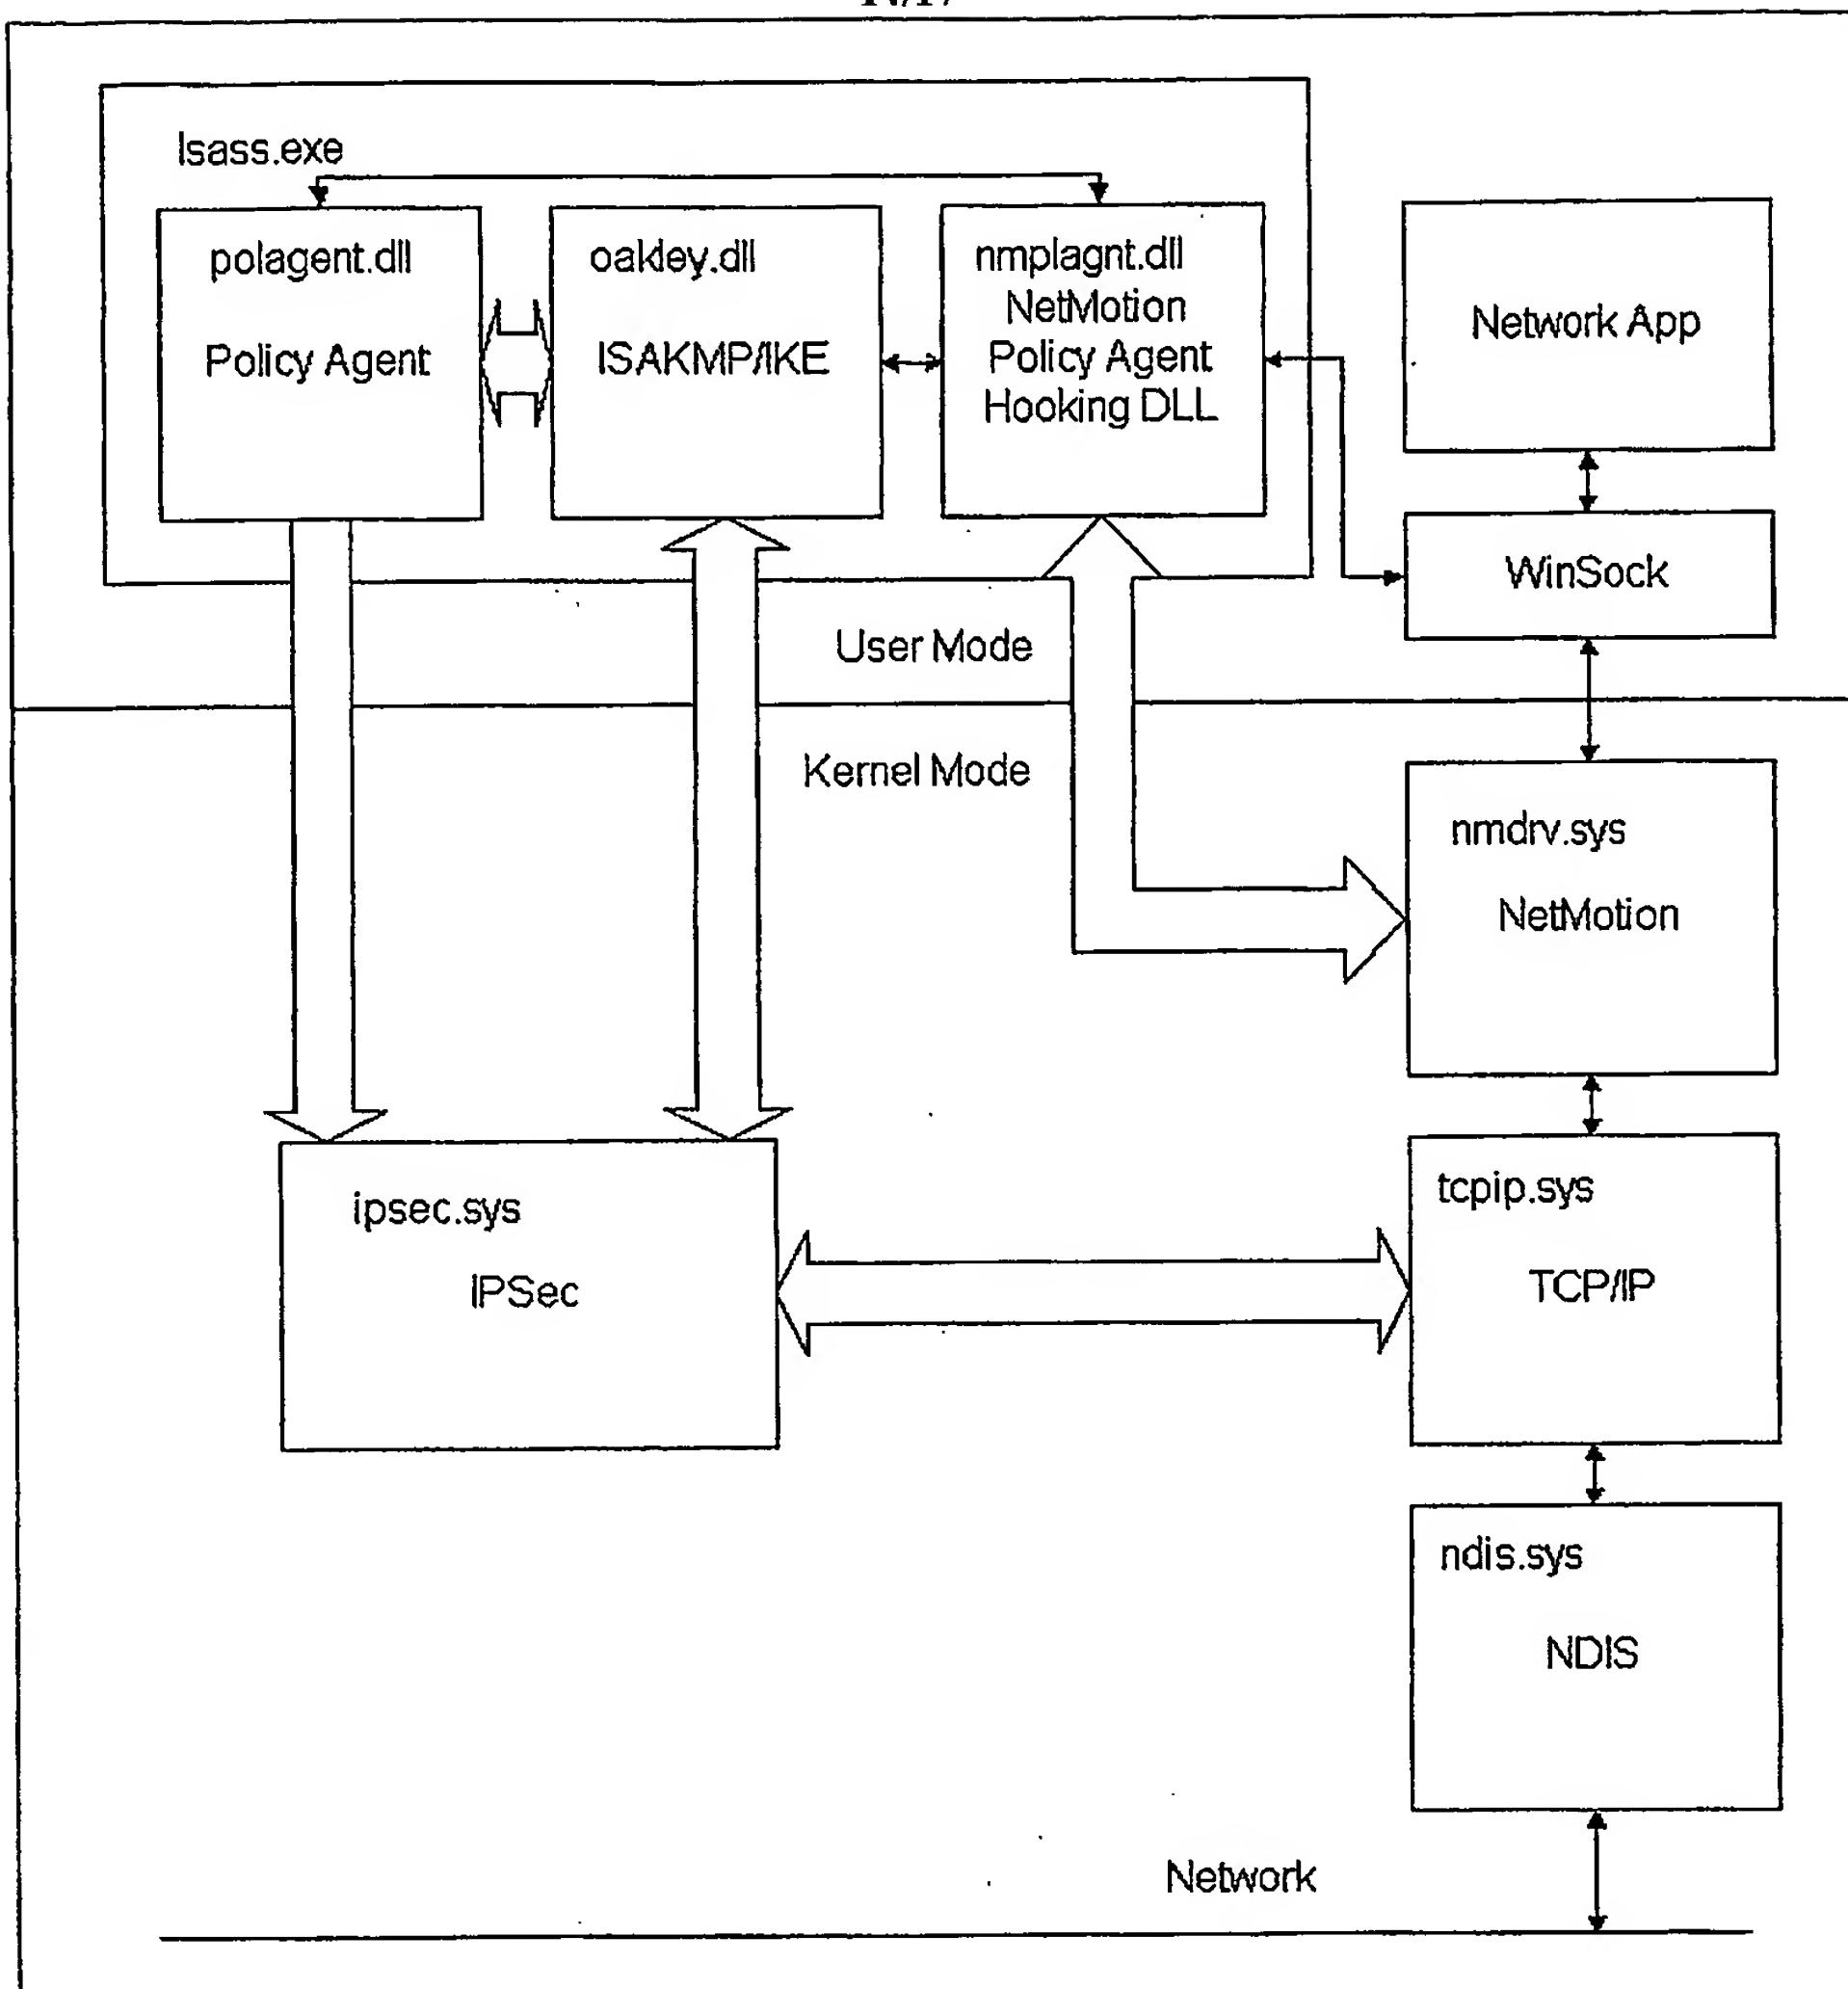 lsass.exe
polagent.dll
Policy Agent
oakley.dll
ISAKMP/IKE
nmplagnt.dll
NetMotion
Policy Agent
Hooking DLL
Network App
WinSock
User Mode
Kernel Mode
nmdrv.sys
NetMotion
ipsec.sys
IPSec
tcpip.sys
TCP/IP
ndis.sys
NDIS
Network